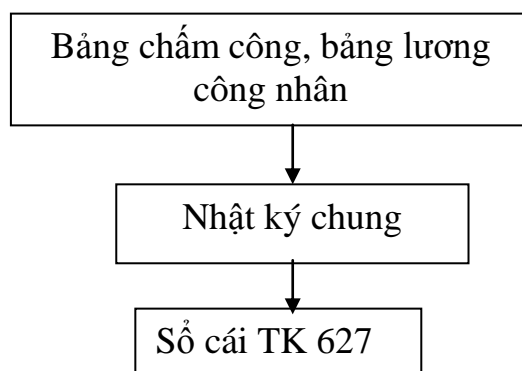 Bảng chấm công, bảng lương
công nhân
Nhật ký chung
Sổ cái TK 627